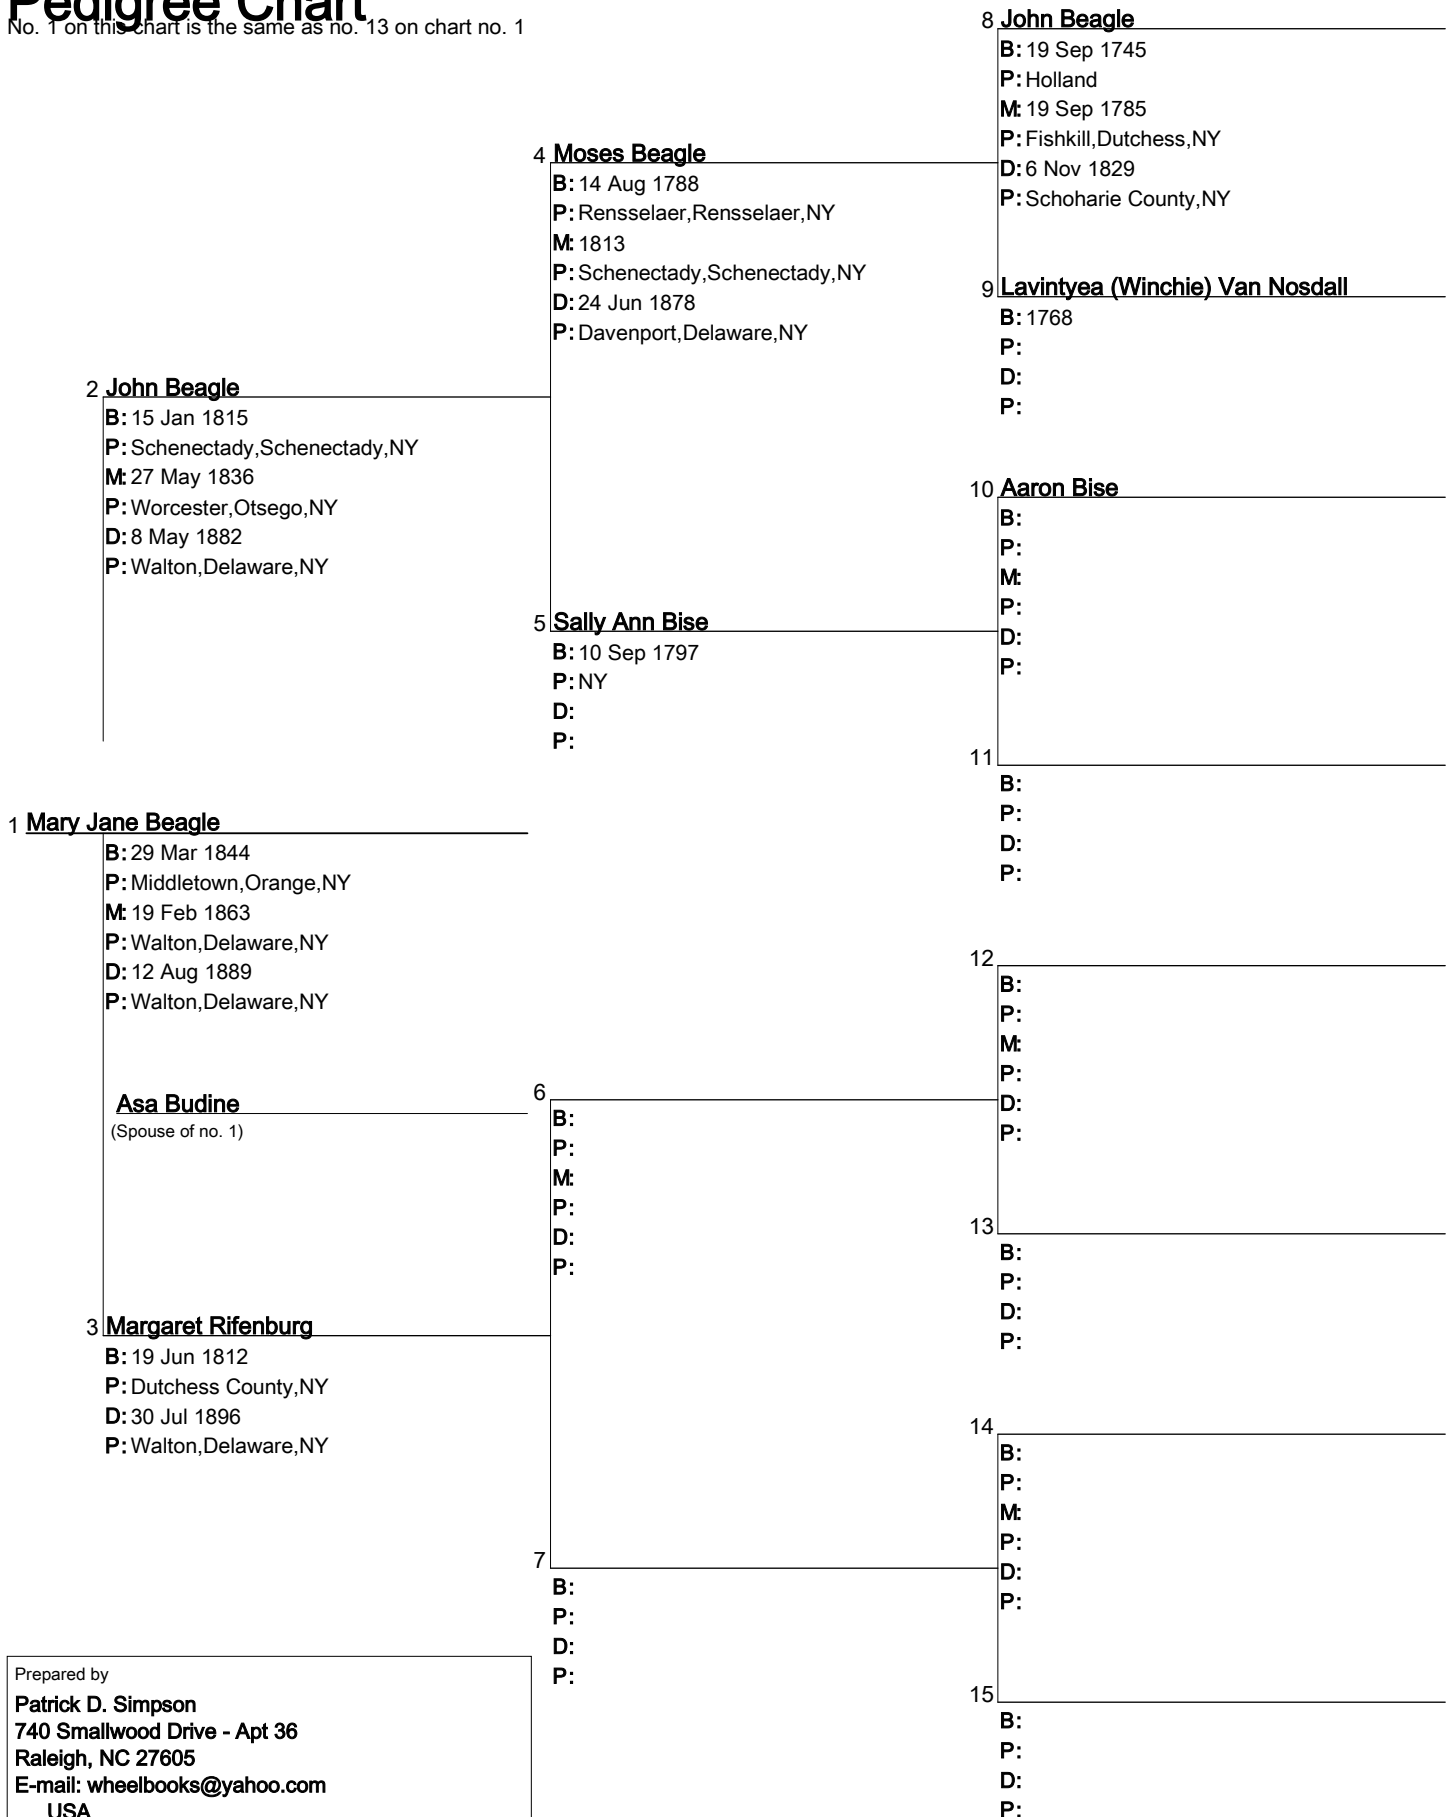 Pedigree Chart
No. 1 on this chart is the same as no. 13 on chart no. 1
8 John Beagle
B: 19 Sep 1745
P: Holland
M: 19 Sep 1785
P: Fishkill,Dutchess,NY
D: 6 Nov 1829
P: Schoharie County,NY
4 Moses Beagle
B: 14 Aug 1788
P: Rensselaer,Rensselaer,NY
M: 1813
P: Schenectady,Schenectady,NY
D: 24 Jun 1878
P: Davenport,Delaware,NY
9 Lavintyea (Winchie) Van Nosdall
B: 1768
P:
D:
P:
2 John Beagle
B: 15 Jan 1815
P: Schenectady,Schenectady,NY
M: 27 May 1836
P: Worcester,Otsego,NY
D: 8 May 1882
P: Walton,Delaware,NY
10 Aaron Bise
B:
P:
M:
P:
D:
P:
5 Sally Ann Bise
B: 10 Sep 1797
P: NY
D:
P:
11
B:
P:
D:
P:
1 Mary Jane Beagle
B: 29 Mar 1844
P: Middletown,Orange,NY
M: 19 Feb 1863
P: Walton,Delaware,NY
D: 12 Aug 1889
P: Walton,Delaware,NY
12
B:
P:
M:
P:
D:
P:
Asa Budine
(Spouse of no. 1)
6
B:
P:
M:
P:
D:
P:
13
B:
P:
D:
P:
3 Margaret Rifenburg
B: 19 Jun 1812
P: Dutchess County,NY
D: 30 Jul 1896
P: Walton,Delaware,NY
14
B:
P:
M:
P:
D:
P:
7
B:
P:
D:
P:
15
B:
P:
D:
P:
Prepared by
Patrick D. Simpson
740 Smallwood Drive - Apt 36
Raleigh, NC 27605
E-mail: wheelbooks@yahoo.com
USA